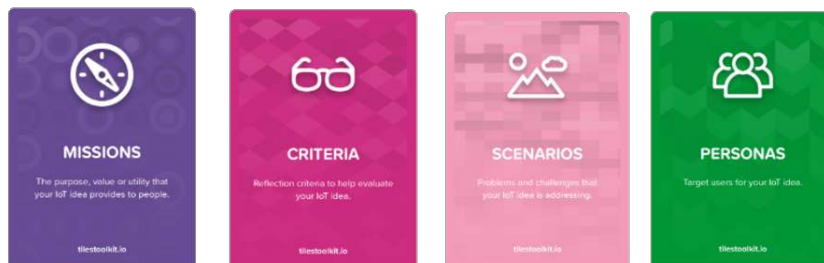 MISSIONS
The purpose, value or utility that
your IoT idea provides to people.
tilestoolkit.io
CRITERIA
Reflection criteria to help evaluate
your IoT idea.
tilestoolkit.io
SCENARIOS
Problems and challenges that
your IoT idea is addressing.
tilestoolkit.io
PERSONAS
Target users for your IoT idea.
tilestoolkit.io